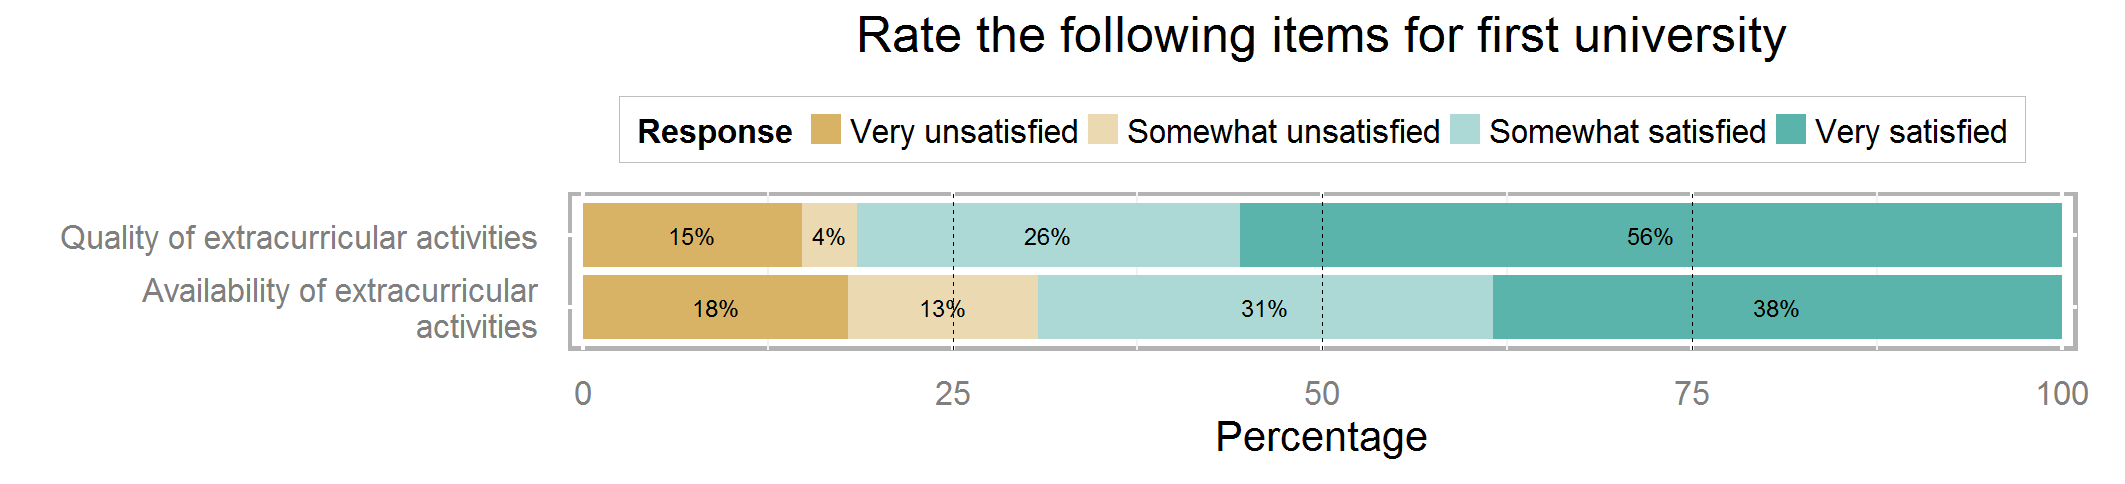 Rate the following items for first university
Response Very unsatisfied Somewhat unsatisfied Somewhat satisfied Very satisfied
Quality of extracurricular activities 15% 4% 26% 56%
Availability of extracurricular
activities
18% 13% 31% 38%
0 25 50 75 100
Percentage